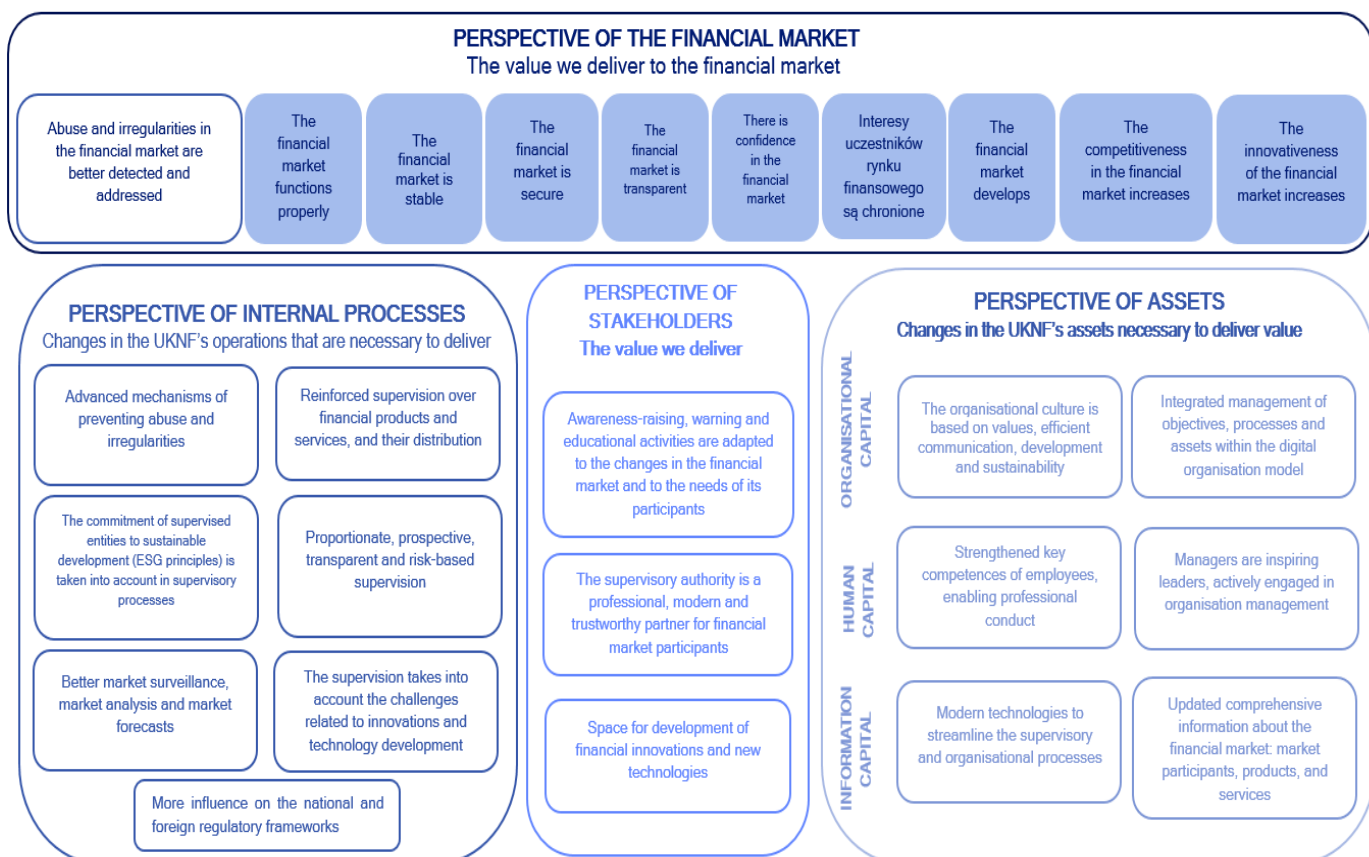 PERSPECTIVE OF THE FINANCIAL MARKET
The value we deliver to the financial market
Abuse and irregularities in
the financial market are
better detected and
addressed
The
financial
market
functions
properly
The
financial
market is
stable
The
financial
market is
secure
The
financial
market is
transparent
There is
confidence
in the
financial
market
Interesy
uczestników
rynku
finansowego
są chronione
The
financial
market
develops
The
competitiveness
in the financial
market increases
The
innovativeness
of the financial
market increases
PERSPECTIVE OF INTERNAL PROCESSES
Changes in the UKNF's operations that are necessary to deliver
Advanced mechanisms of
preventing abuse and
irregularities
Reinforced supervision over
financial products and
services, and their distribution
The commitment of supervised
entities to sustainable
development (ESG principles) is
taken into account in supervisory
processes
Proportionate, prospective,
transparent and risk-based
supervision
Better market surveillance,
market analysis and market
forecasts
The supervision takes into
account the challenges
related to innovations and
technology development
More influence on the national and
foreign regulatory frameworks
PERSPECTIVE OF
STAKEHOLDERS
The value we deliver
Awareness-raising, warning and
educational activities are adapted
to the changes in the financial
market and to the needs of its
participants
The supervisory authority is a
professional, modern and
trustworthy partner for financial
market participants
Space for development of
financial innovations and new
technologies
PERSPECTIVE OF ASSETS
Changes in the UKNF's assets necessary to deliver value
ORGANISATIONAL
CAPITAL
The organisational culture is
based on values, efficient
communication, development
and sustainability
Integrated management of
objectives, processes and
assets within the digital
organisation model
HUMAN
CAPITAL
Strengthened key
competences of employees,
enabling professional
conduct
Managers are inspiring
leaders, actively engaged in
organisation management
INFORMATION
CAPITAL
Modern technologies to
streamline the supervisory
and organisational processes
Updated comprehensive
information about the
financial market: market
participants, products, and
services